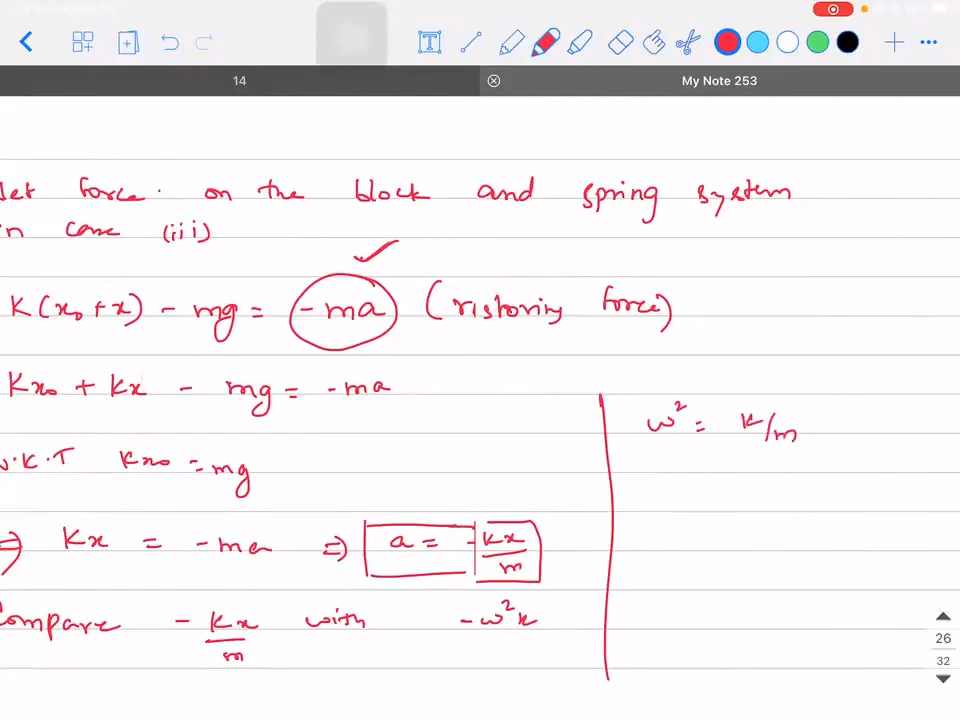 14
My Note 253
Net force on the block and spring system
in case (iii)
K(x₀+x) - mg = -ma (ristoring force)
Kx₀ + Kx - mg = -ma
W.K.T Kx₀ = mg
⇒ Kx = -ma ⇒ a = -Kx/m
Compare -Kx/m with -ω²x
ω² = K/m
26
32